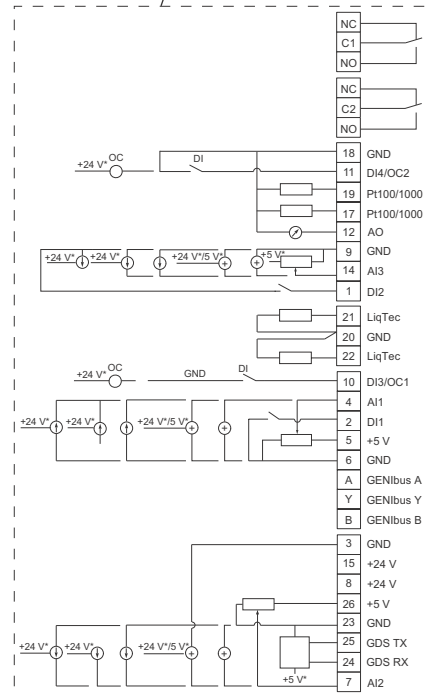 NC
C1
NO
NC
C2
NO
18 GND
+24 V* OC DI 11 DI4/OC2
19 Pt100/1000
17 Pt100/1000
12 AO
9 GND
+24 V* +24 V* +24 V*/5 V* +5 V*
14 AI3
1 DI2
21 LiqTec
20 GND
22 LiqTec
+24 V* OC GND DI 10 DI3/OC1
4 AI1
2 DI1
+24 V* +24 V* +24 V*/5 V* 5 +5 V
6 GND
A GENIbus A
Y GENIbus Y
B GENIbus B
3 GND
15 +24 V
8 +24 V
26 +5 V
23 GND
25 GDS TX
+24 V* +24 V* +24 V*/5 V* 24 GDS RX
+5 V* 7 AI2